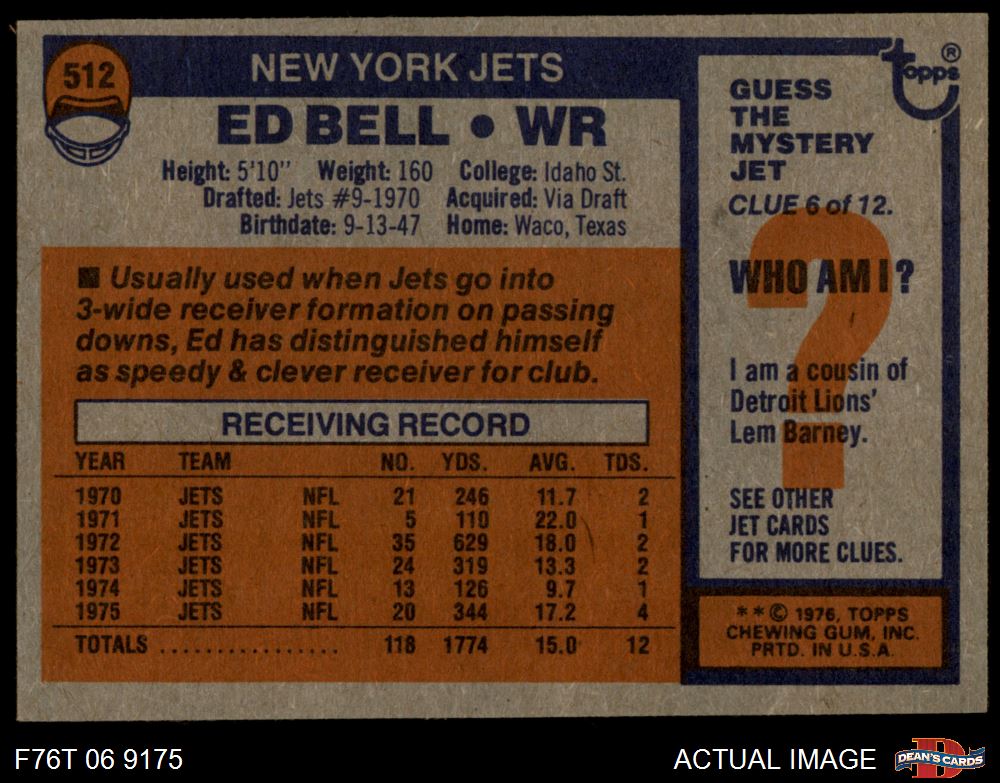 512
NEW YORK JETS
ED BELL • WR
Height: 5'10" Weight: 160 College: Idaho St.
Drafted: Jets #9-1970 Acquired: Via Draft
Birthdate: 9-13-47 Home: Waco, Texas
■ Usually used when Jets go into
3-wide receiver formation on passing
downs, Ed has distinguished himself
as speedy & clever receiver for club.
RECEIVING RECORD
YEAR TEAM NO. YDS. AVG. TDS.
1970 JETS NFL 21 246 11.7 2
1971 JETS NFL 5 110 22.0 1
1972 JETS NFL 35 629 18.0 2
1973 JETS NFL 24 319 13.3 2
1974 JETS NFL 13 126 9.7 1
1975 JETS NFL 20 344 17.2 4
TOTALS ................ 118 1774 15.0 12
topps®
GUESS
THE
MYSTERY
JET
CLUE 6 of 12.
?
WHO AM I?
I am a cousin of
Detroit Lions'
Lem Barney.
SEE OTHER
JET CARDS
FOR MORE CLUES.
**© 1976, TOPPS
CHEWING GUM, INC.
PRTD. IN U.S.A.
F76T 06 9175
ACTUAL IMAGE
D
DEAN'S CARDS